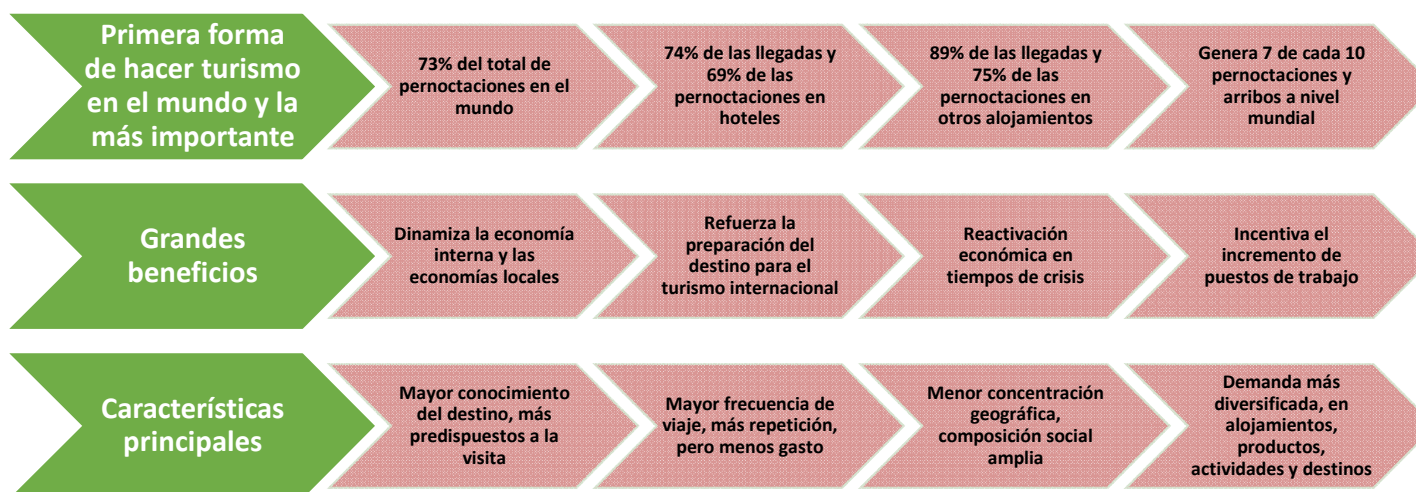 Primera forma
de hacer turismo
en el mundo y la
más importante
73% del total de
pernoctaciones en el
mundo
74% de las llegadas y
69% de las
pernoctaciones en
hoteles
89% de las llegadas y
75% de las
pernoctaciones en
otros alojamientos
Genera 7 de cada 10
pernoctaciones y
arribos a nivel
mundial
Grandes
beneficios
Dinamiza la economía
interna y las
economías locales
Refuerza la
preparación del
destino para el
turismo internacional
Reactivación
económica en
tiempos de crisis
Incentiva el
incremento de
puestos de trabajo
Características
principales
Mayor conocimiento
del destino, más
predispuestos a la
visita
Mayor frecuencia de
viaje, más repetición,
pero menos gasto
Menor concentración
geográfica,
composición social
amplia
Demanda más
diversificada, en
alojamientos,
productos,
actividades y destinos